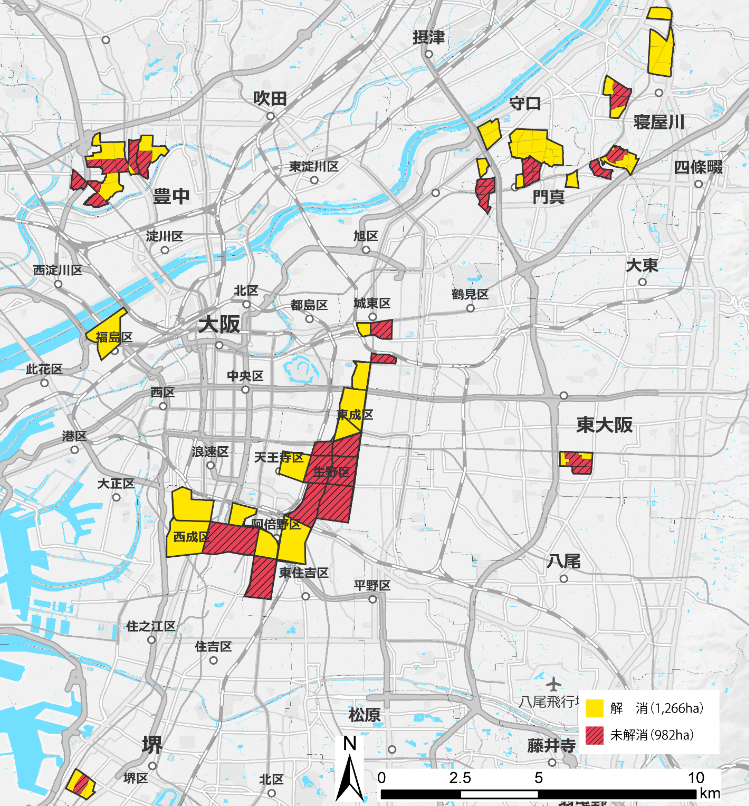 摂津
吹田
守口
寝屋川
東淀川区
四條畷
豊中
門真
淀川区
旭区
西淀川区
大東
北区
都島区
城東区
鶴見区
大阪
福島区
此花区
中央区
西区
東成区
東大阪
港区
浪速区
天王寺区
生野区
大正区
阿倍野区
西成区
八尾
東住吉区
平野区
住之江区
住吉区
八尾飛行場
解 消(1,266ha)
松原
未解消(982ha)
堺
N
藤井寺
堺区
北区
0
2.5
5
10
km